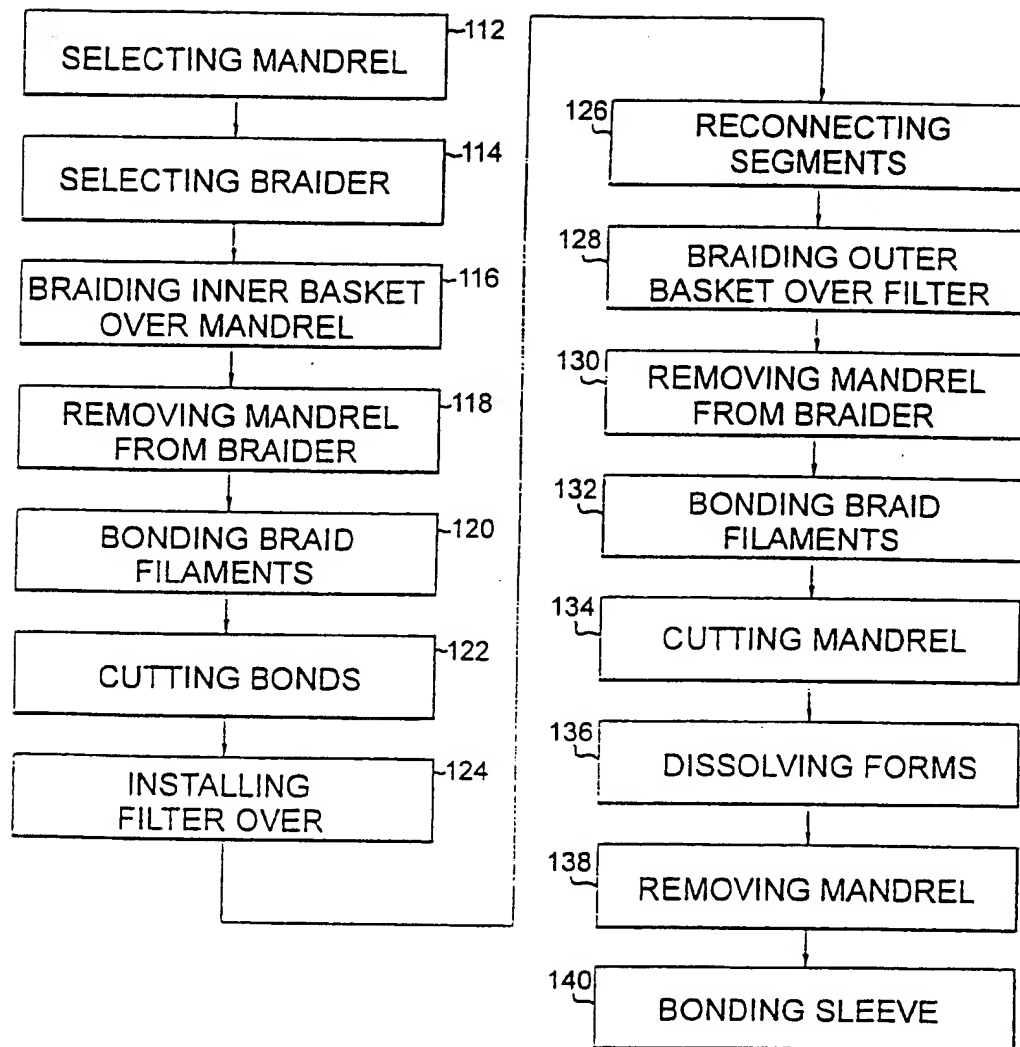 112
SELECTING MANDREL
114
SELECTING BRAIDER
116
BRAIDING INNER BASKET
OVER MANDREL
118
REMOVING MANDREL
FROM BRAIDER
120
BONDING BRAID
FILAMENTS
122
CUTTING BONDS
124
INSTALLING
FILTER OVER
126
RECONNECTING
SEGMENTS
128
BRAIDING OUTER
BASKET OVER FILTER
130
REMOVING MANDREL
FROM BRAIDER
132
BONDING BRAID
FILAMENTS
134
CUTTING MANDREL
136
DISSOLVING FORMS
138
REMOVING MANDREL
140
BONDING SLEEVE